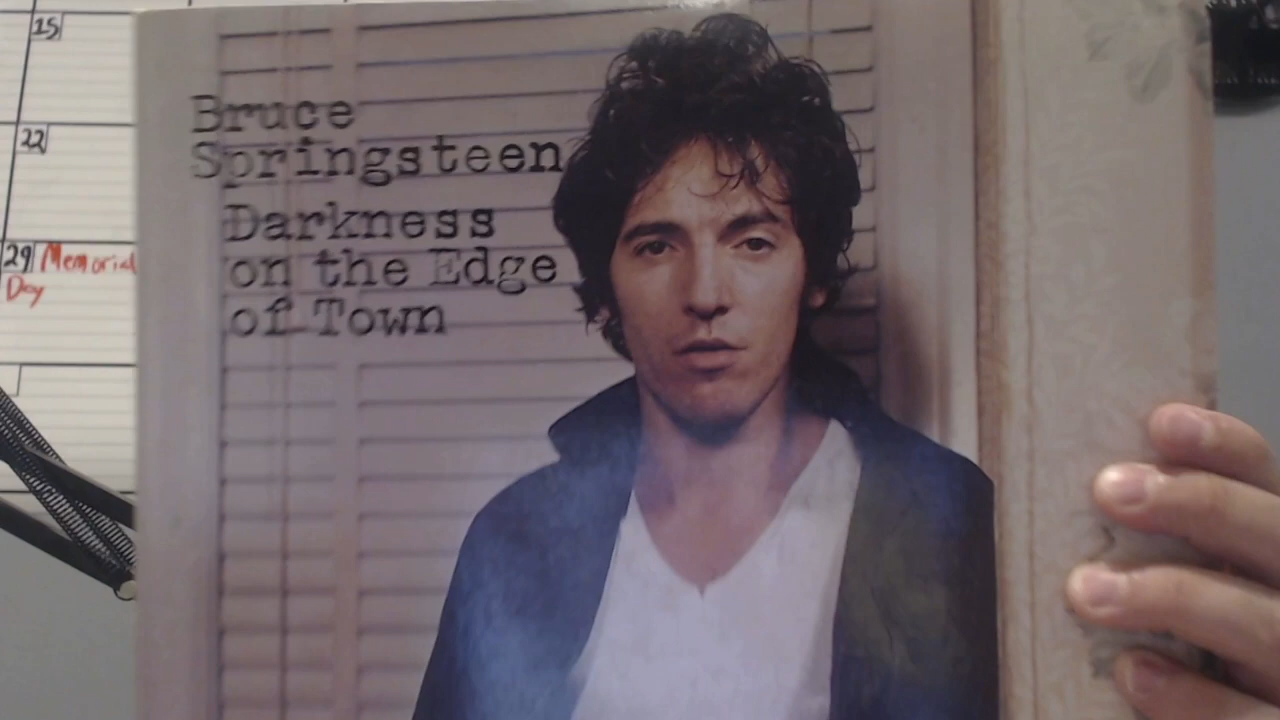 15
22
29 Memorial
Day
Bruce
Springsteen
Darkness
on the Edge
of Town